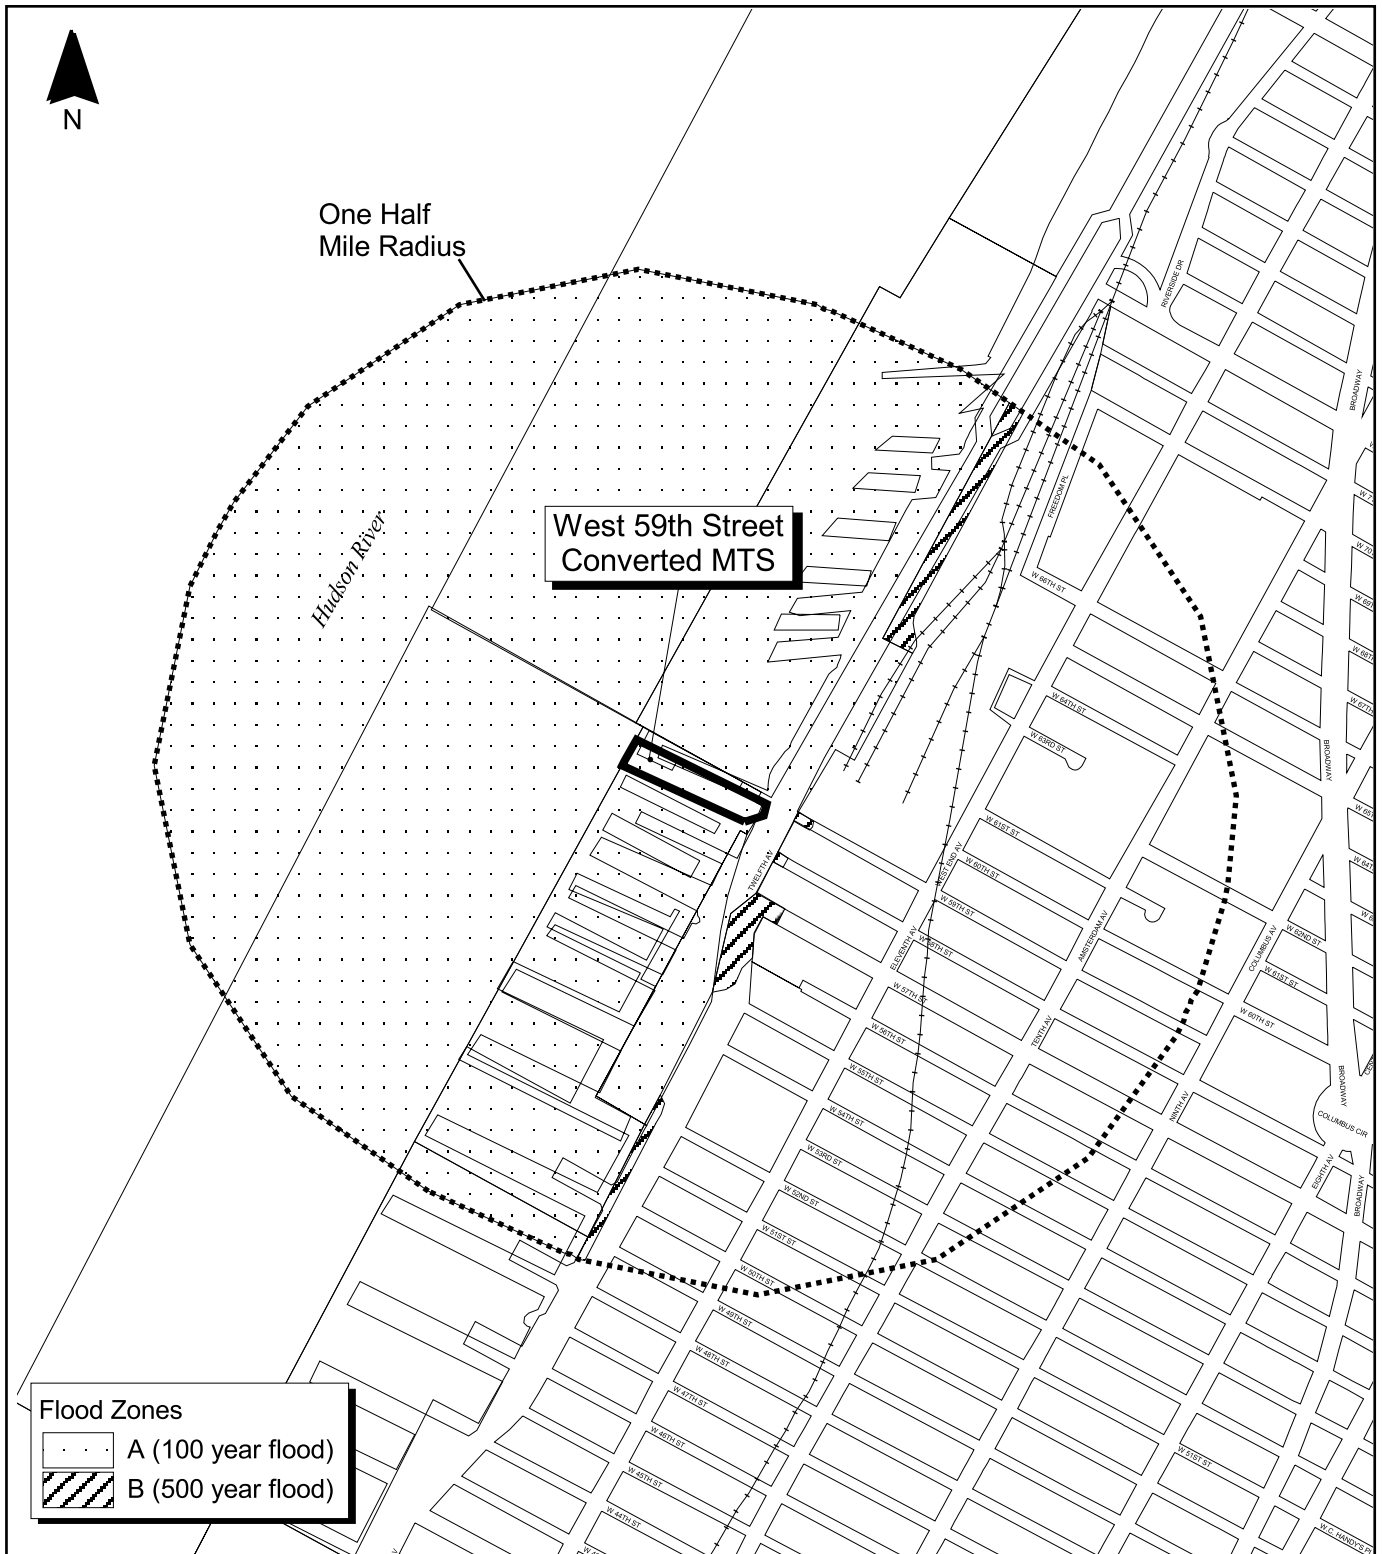 N
One Half
Mile Radius
Hudson River
West 59th Street
Converted MTS
RIVERSIDE DR
BROADWAY
FREEDOM PL
W 66TH ST
W 64TH ST
W 63RD ST
BROADWAY
W 61ST ST
W 60TH ST
W 59TH ST
W 58TH ST
W 57TH ST
W 56TH ST
W 55TH ST
W 54TH ST
W 53RD ST
W 52ND ST
W 51ST ST
W 50TH ST
W 49TH ST
W 48TH ST
W 47TH ST
W 46TH ST
W 45TH ST
W 44TH ST
TWELFTH AV
WEST END AV
ELEVENTH AV
AMSTERDAM AV
TENTH AV
COLUMBUS AV
NINTH AV
W 62ND ST
W 61ST ST
W 60TH ST
BROADWAY
COLUMBUS CIR
EIGHTH AV
BROADWAY
W 51ST ST
W.C. HANDY'S PL
Flood Zones
A (100 year flood)
B (500 year flood)